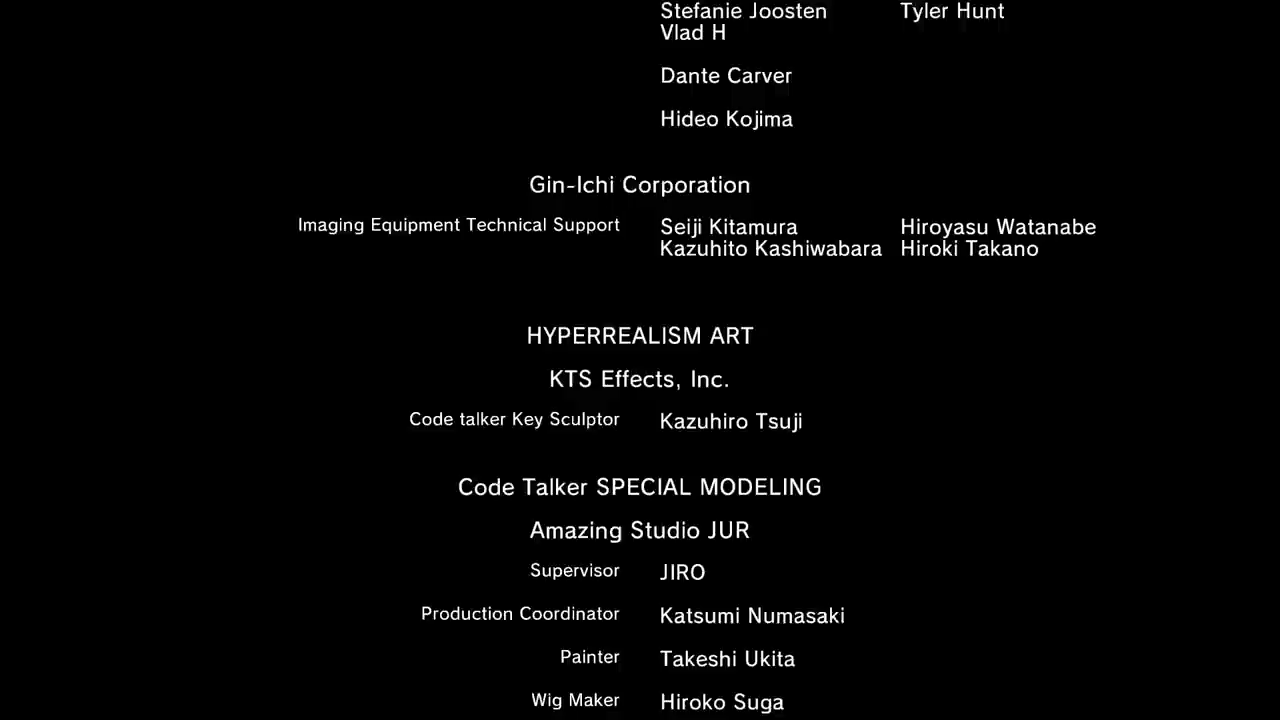 Stefanie Joosten Tyler Hunt
Vlad H
Dante Carver
Hideo Kojima
Gin-Ichi Corporation
Imaging Equipment Technical Support Seiji Kitamura Hiroyasu Watanabe
Kazuhito Kashiwabara Hiroki Takano
HYPERREALISM ART
KTS Effects, Inc.
Code talker Key Sculptor Kazuhiro Tsuji
Code Talker SPECIAL MODELING
Amazing Studio JUR
Supervisor JIRO
Production Coordinator Katsumi Numasaki
Painter Takeshi Ukita
Wig Maker Hiroko Suga